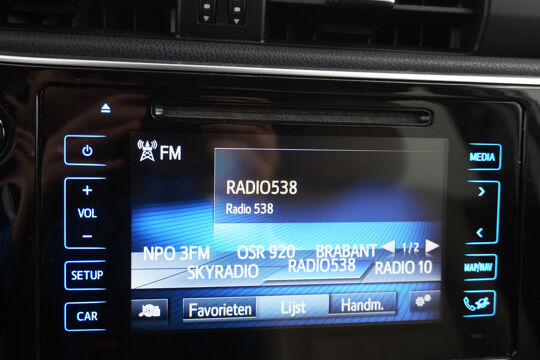 FM
RADIO538
Radio 538
NPO 3FM OSR 920 BRABANT 1/2
SKYRADIO RADIO538 RADIO 10
Favorieten Lijst Handm.
+
VOL
−
SETUP
CAR
MEDIA
MAP/NAV